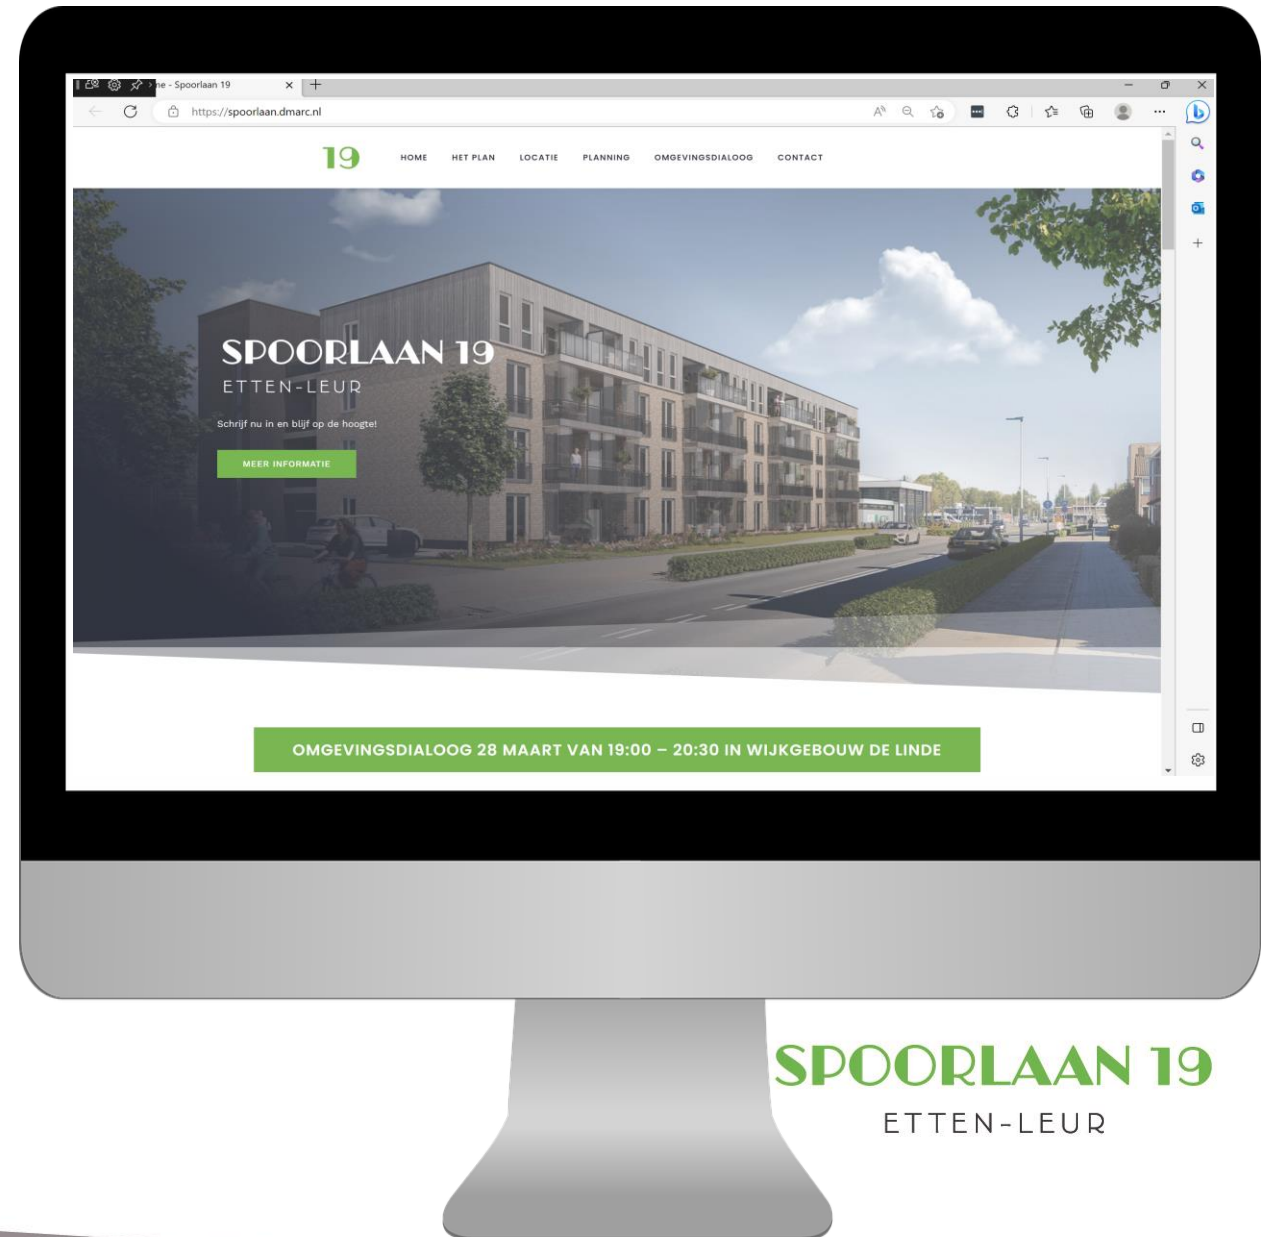 ne - Spoorlaan 19
https://spoorlaan.dmarc.nl
19 HOME HET PLAN LOCATIE PLANNING OMGEVINGSDIALOOG CONTACT
SPOORLAAN 19
ETTEN-LEUR
Schrijf nu in en blijf op de hoogte!
MEER INFORMATIE
OMGEVINGSDIALOOG 28 MAART VAN 19:00 – 20:30 IN WIJKGEBOUW DE LINDE
SPOORLAAN 19
ETTEN-LEUR